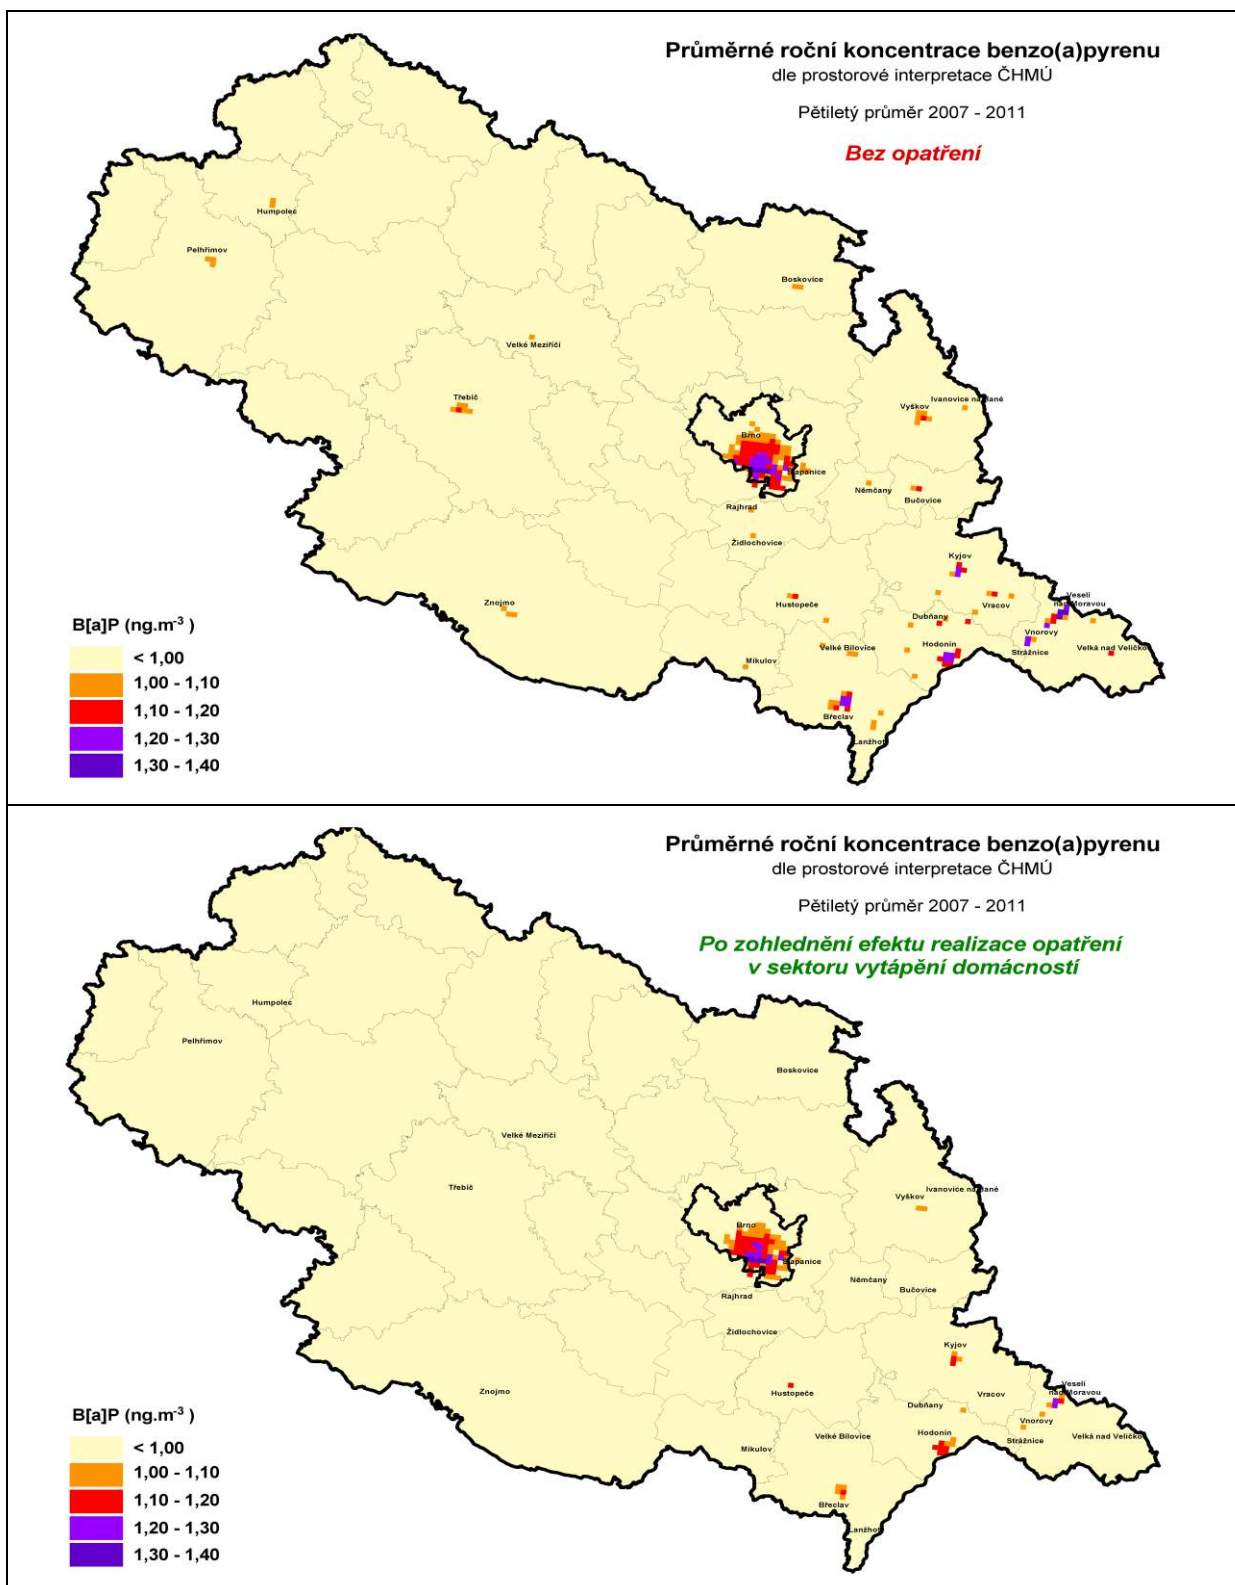 Průměrné roční koncentrace benzo(a)pyrenu
dle prostorové interpretace ČHMÚ
Pětiletý průměr 2007 - 2011
Bez opatření
Humpolec
Pelhřimov
Boskovice
Velké Meziříčí
Třebíč
Ivanovice na Hané
Vyškov
Brno
Šlapanice
Němčany
Bučovice
Rajhrad
Židlochovice
Kyjov
Znojmo
Hustopeče
Vracov
Veselí
nad Moravou
Dubňany
Vnorovy
Velké Bílovice
Hodonín
Strážnice
Velká nad Veličkou
Mikulov
Břeclav
Lanžhot
B[a]P (ng.m-3 )
< 1,00
1,00 - 1,10
1,10 - 1,20
1,20 - 1,30
1,30 - 1,40
Průměrné roční koncentrace benzo(a)pyrenu
dle prostorové interpretace ČHMÚ
Pětiletý průměr 2007 - 2011
Po zohlednění efektu realizace opatření
v sektoru vytápění domácností
Humpolec
Pelhřimov
Boskovice
Velké Meziříčí
Třebíč
Ivanovice na Hané
Vyškov
Brno
Šlapanice
Němčany
Bučovice
Rajhrad
Židlochovice
Kyjov
Znojmo
Hustopeče
Vracov
Veselí
nad Moravou
Dubňany
Vnorovy
Velké Bílovice
Hodonín
Strážnice
Velká nad Veličkou
Mikulov
Břeclav
Lanžhot
B[a]P (ng.m-3 )
< 1,00
1,00 - 1,10
1,10 - 1,20
1,20 - 1,30
1,30 - 1,40